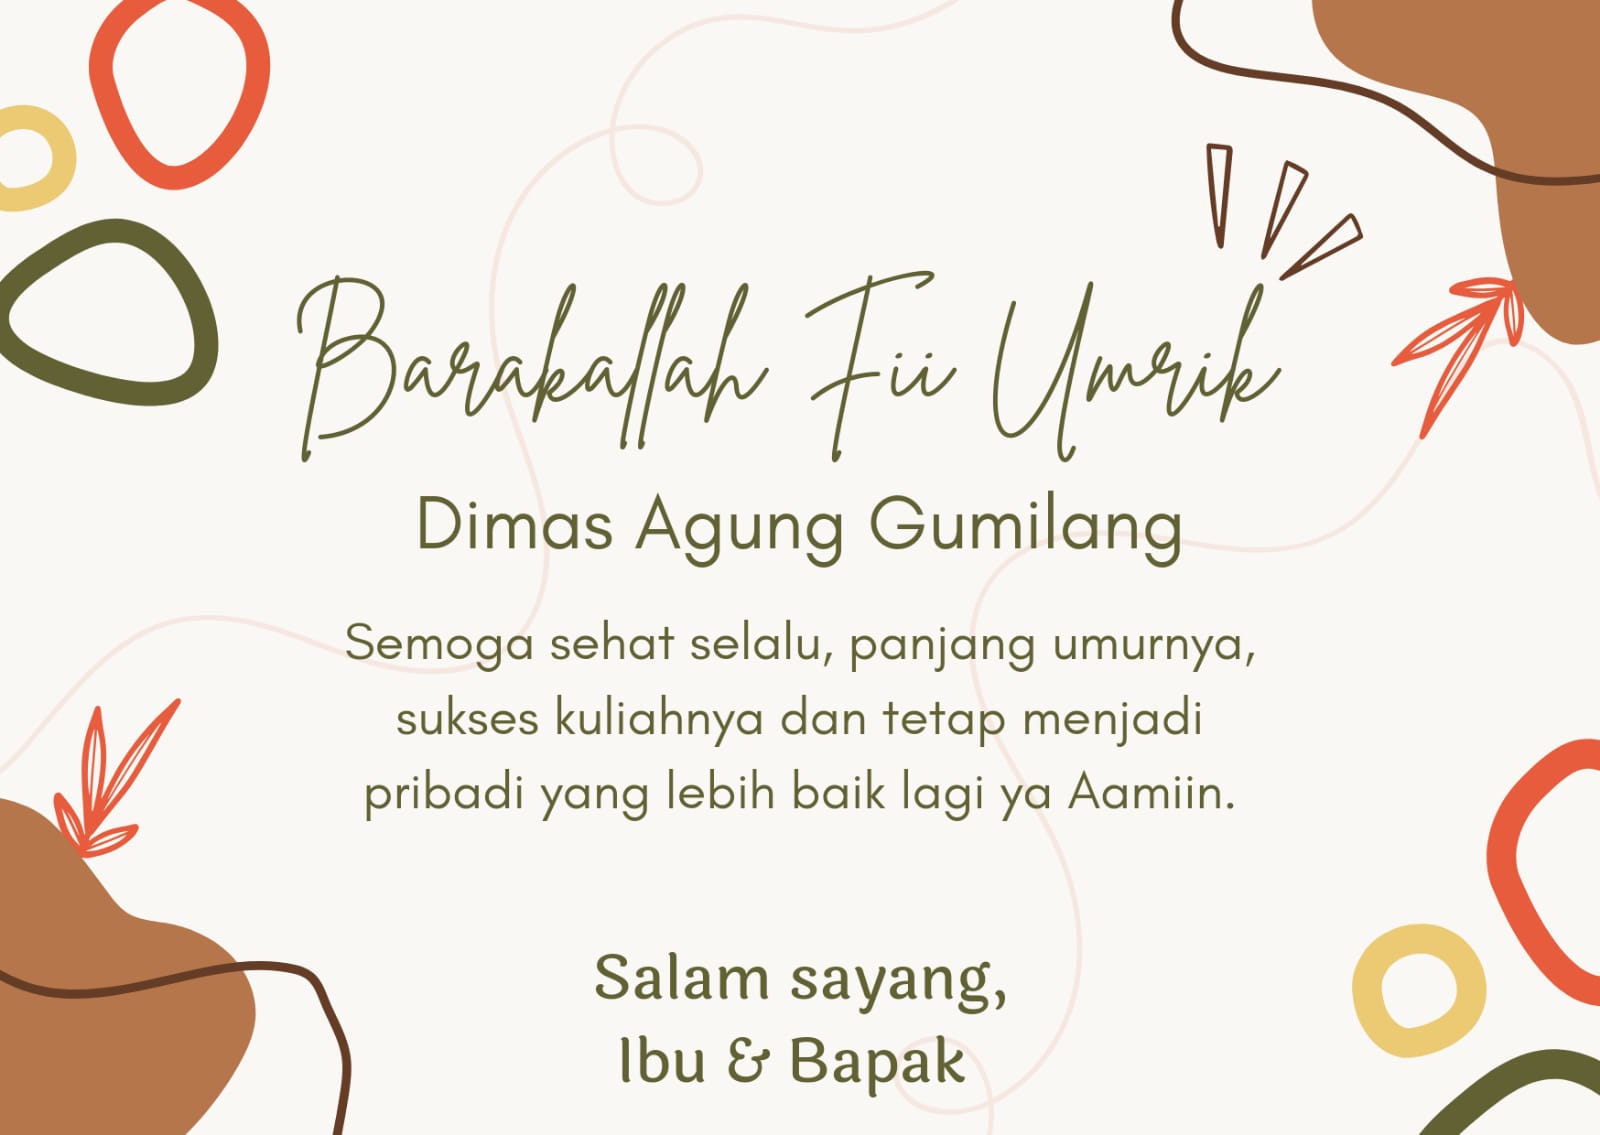 Barakallah Fii Umrik
Dimas Agung Gumilang
Semoga sehat selalu, panjang umurnya,
sukses kuliahnya dan tetap menjadi
pribadi yang lebih baik lagi ya Aamiin.
Salam sayang,
Ibu & Bapak